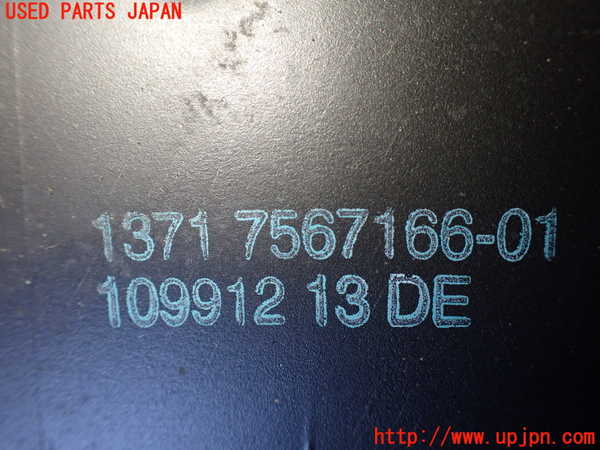 USED PARTS JAPAN
1371 7567166-01
109912 13 DE
http://www.upjpn.com/